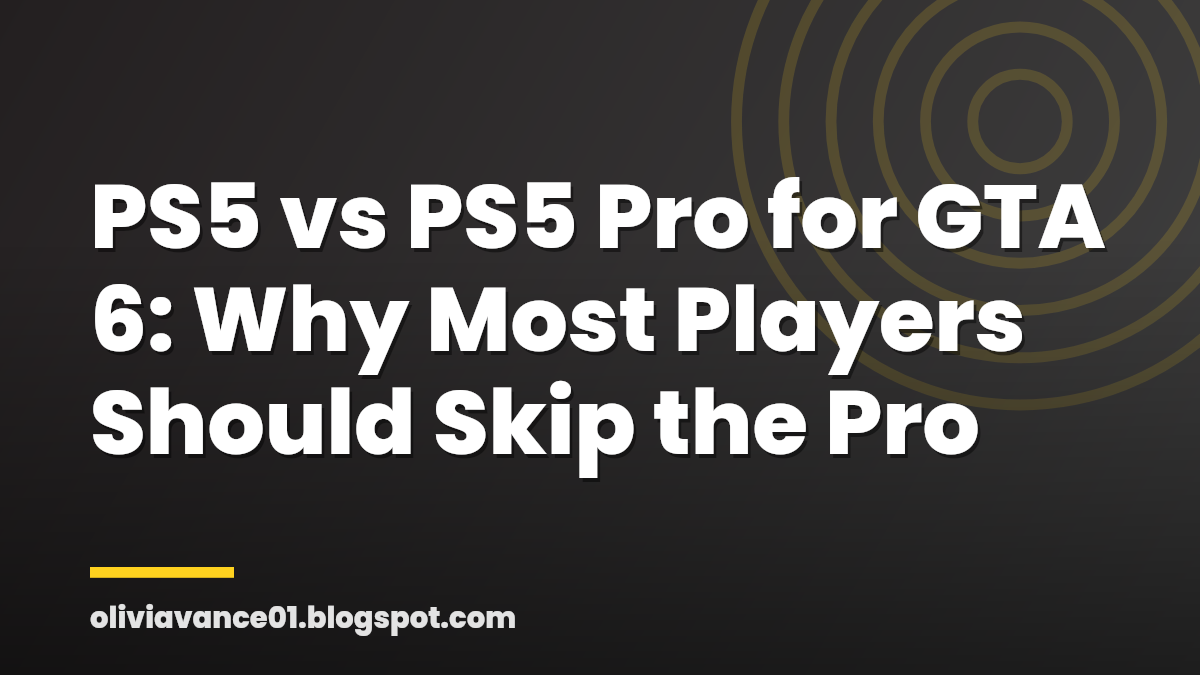 PS5 vs PS5 Pro for GTA
6: Why Most Players
Should Skip the Pro
oliviavance01.blogspot.com